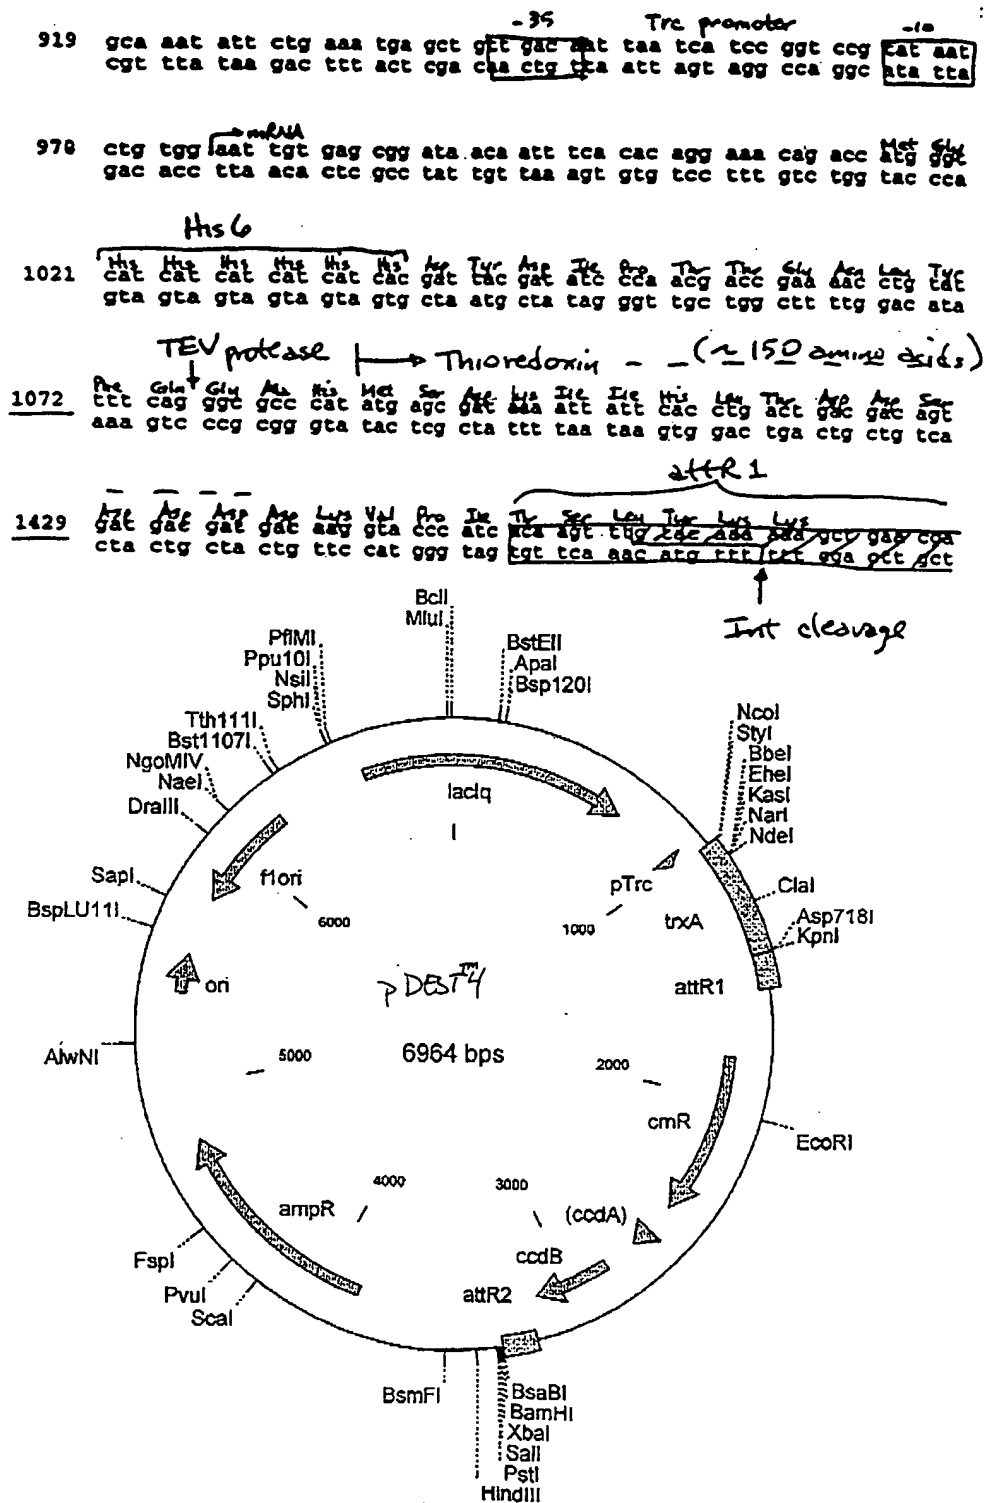 -35 Trc promoter -10
919 gca aat att ctg aaa tga gct gtt gac aat taa tca tcc ggt ccg tat aat
cgt tta taa gac ttt act cga caa ctg tta att agt agg cca ggc ata tta
mRNA
Met Gly
978 ctg tgg aat tgt gag cgg ata aca att tca cac agg aaa cag acc atg ggt
gac acc tta aca ctc gcc tat tgt taa agt gtg tcc ttt gtc tgg tac cca
His 6
His His His His His His Asp Tyr Asp Ile Pro Thr Thr Gly Asn Leu Tyr
1021 cat cat cat cat cat cac gat tac gat atc cca acg acc gaa aac ctg tat
gta gta gta gta gta gtg cta atg cta tag ggt tgc tgg ctt ttg gac ata
TEV protease Thioredoxin - - (~ 150 amino acids)
Phe Gln Gly Ala His Met Ser Asp Lys Ile Ile His Leu Thr Asp Asp Ser
1072 ttt cag ggc gcc cat atg agc gat aaa att att cac ctg act gac gac agt
aaa gtc ccg cgg gta tac tcg cta ttt taa taa gtg gac tga ctg ctg tca
attR1
Asp Asp Asp Asp Lys Val Pro Ile Thr Ser Leu Tyr Lys Lys
1429 gat gat gat gac aag gta ccc atc aca agt ttg tac aaa aaa gct gaa cga
cta cta cta ctg ttc cat ggg tag tgt tca aac atg ttt ttt cga ctt gct
Int cleavage
BclI
MluI
PflMI
Ppu10I
NsiI
SphI
BstEII
ApaI
Bsp120I
Tth111I
Bst1107I
NgoMIV
NaeI
DraIII
NcoI
StyI
BbeI
EheI
KasI
NarI
NdeI
lacIq
f1ori
pTrc
SapI
BspLU11I
6000
1000
trxA
ClaI
Asp718I
KpnI
ori
pDEST™4
attR1
AlwNI
5000
6964 bps
2000
cmR
EcoRI
4000
3000
ampR
(ccdA)
ccdB
attR2
FspI
PvuI
ScaI
BsmFI
BsaBI
BamHI
XbaI
SalI
PstI
HindIII